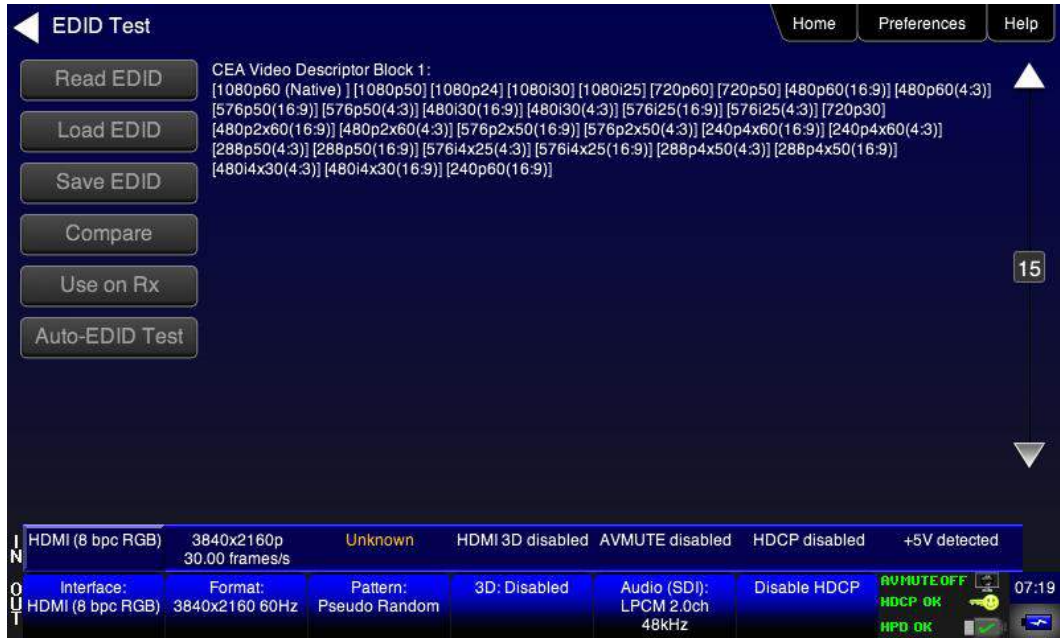 EDID Test
Home
Preferences
Help
Read EDID
Load EDID
Save EDID
Compare
Use on Rx
Auto-EDID Test
CEA Video Descriptor Block 1:
[1080p60 (Native) ] [1080p50] [1080p24] [1080i30] [1080i25] [720p60] [720p50] [480p60(16:9)] [480p60(4:3)]
[576p50(16:9)] [576p50(4:3)] [480i30(16:9)] [480i30(4:3)] [576i25(16:9)] [576i25(4:3)] [720p30]
[480p2x60(16:9)] [480p2x60(4:3)] [576p2x50(16:9)] [576p2x50(4:3)] [240p4x60(16:9)] [240p4x60(4:3)]
[288p50(4:3)] [288p50(16:9)] [576i4x25(4:3)] [576i4x25(16:9)] [288p4x50(4:3)] [288p4x50(16:9)]
[480i4x30(4:3)] [480i4x30(16:9)] [240p60(16:9)]
15
IN
HDMI (8 bpc RGB)
3840x2160p
30.00 frames/s
Unknown
HDMI 3D disabled
AVMUTE disabled
HDCP disabled
+5V detected
OUT
Interface:
HDMI (8 bpc RGB)
Format:
3840x2160 60Hz
Pattern:
Pseudo Random
3D: Disabled
Audio (SDI):
LPCM 2.0ch
48kHz
Disable HDCP
AVMUTE OFF
HDCP OK
HPD OK
07:19